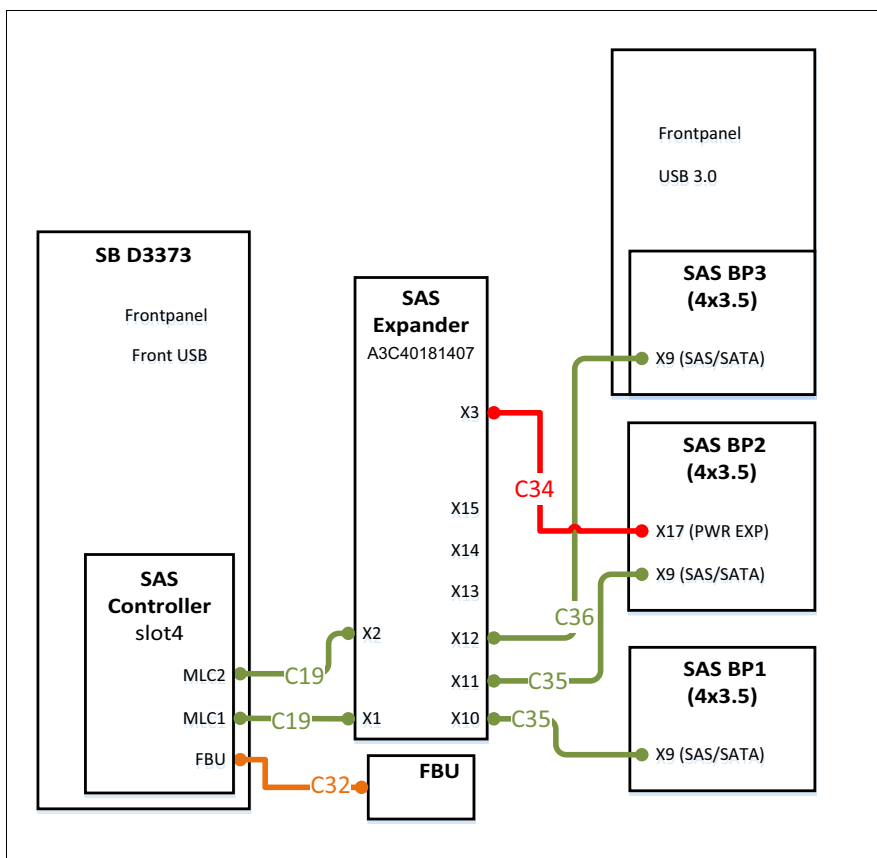 Frontpanel
USB 3.0
SB D3373
Frontpanel
Front USB
SAS BP3
(4x3.5)
X9 (SAS/SATA)
SAS
Expander
A3C40181407
X3
X15
X14
X13
X12
X11
X10
X2
X1
C34
SAS BP2
(4x3.5)
X17 (PWR EXP)
X9 (SAS/SATA)
C36
C35
C35
SAS
Controller
slot4
MLC2
MLC1
FBU
C19
C19
C32
FBU
SAS BP1
(4x3.5)
X9 (SAS/SATA)